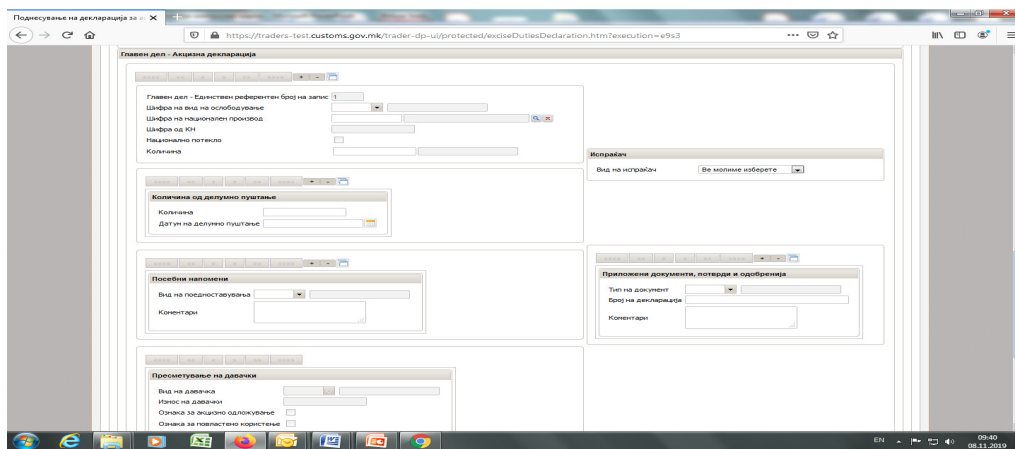 Поднесување на декларација за а
https://traders-test.customs.gov.mk/trader-dp-ui/protected/exciseDutiesDeclaration.htm?execution=e9s3
Главен дел - Акцизна декларација
Главен дел - Единствен референтен број на запис 1
Шифра на вид на ослободување
Шифра на национален производ
Шифра од КН
Национално потекло
Количина
Испраќач
Вид на испраќач Ве молиме изберете
Количина од делумно пуштање
Количина
Датум на делумно пуштање
Посебни напомени
Вид на поедноставување
Коментари
Приложени документи, потврди и одобренија
Тип на документ
Број на декларација
Коментари
Пресметување на давачки
Вид на давачка
Износ на давачки
Ознака за акцизно одложување
Ознака за повластено користење
EN 09:40
08.11.2019